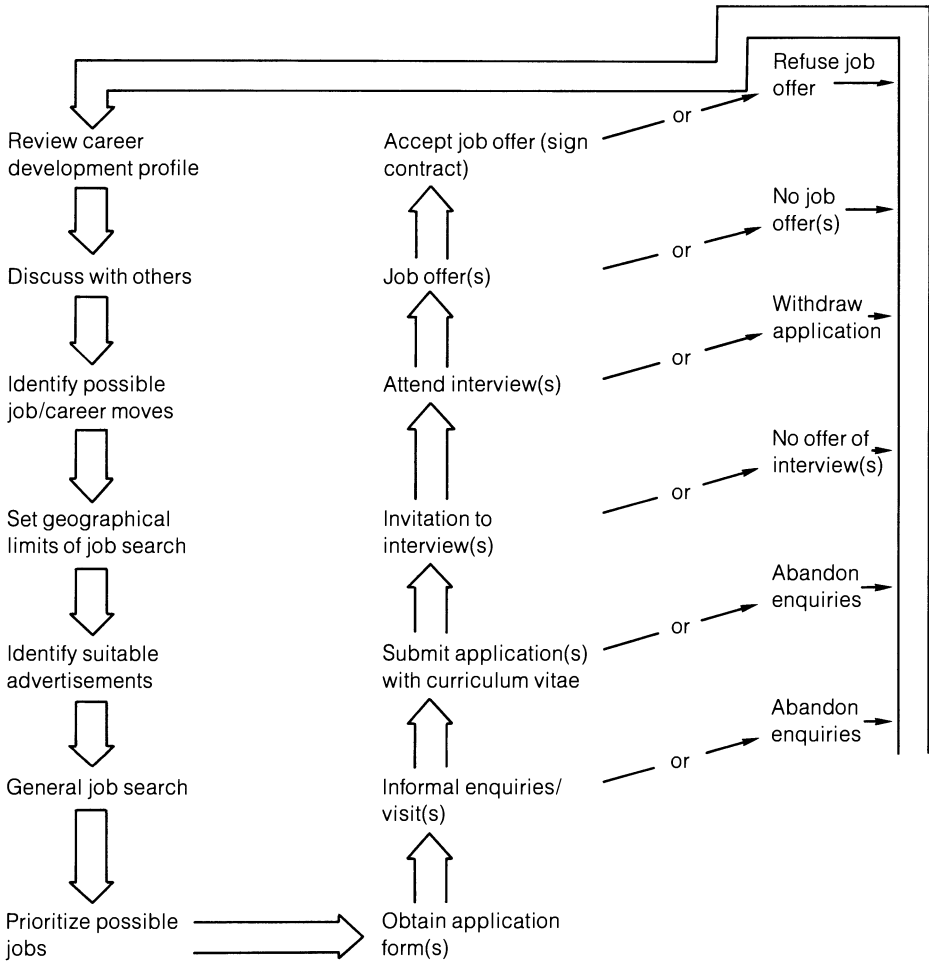 Review career
development profile
Discuss with others
Identify possible
job/career moves
Set geographical
limits of job search
Identify suitable
advertisements
General job search
Prioritize possible
jobs
Accept job offer (sign
contract)
Job offer(s)
Attend interview(s)
Invitation to
interview(s)
Submit application(s)
with curriculum vitae
Informal enquiries/
visit(s)
Obtain application
form(s)
or
or
or
or
or
or
Refuse job
offer
No job
offer(s)
Withdraw
application
No offer of
interview(s)
Abandon
enquiries
Abandon
enquiries